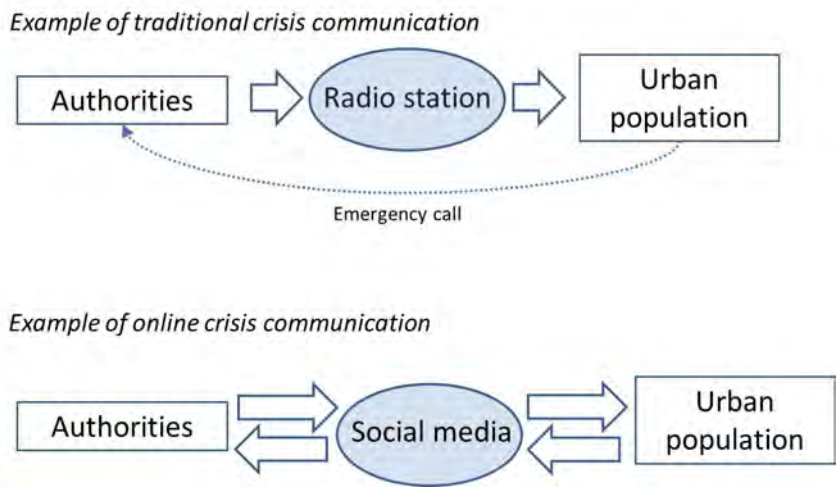 Example of traditional crisis communication
Authorities
Radio station
Urban
population
Emergency call
Example of online crisis communication
Authorities
Social media
Urban
population